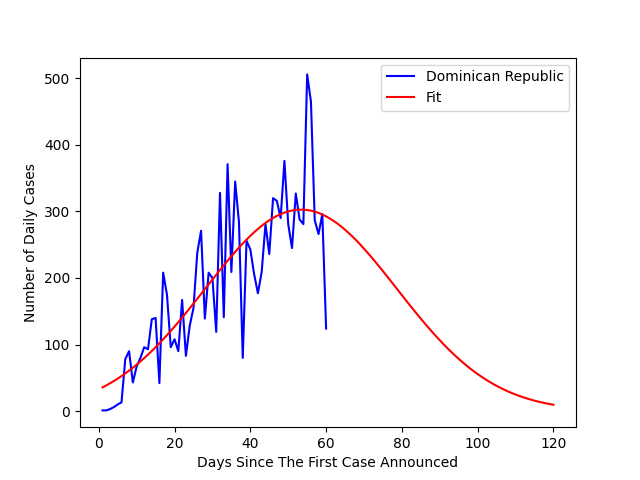 Dominican Republic
Fit
500
400
300
200
100
0
Number of Daily Cases
0 20 40 60 80 100 120
Days Since The First Case Announced